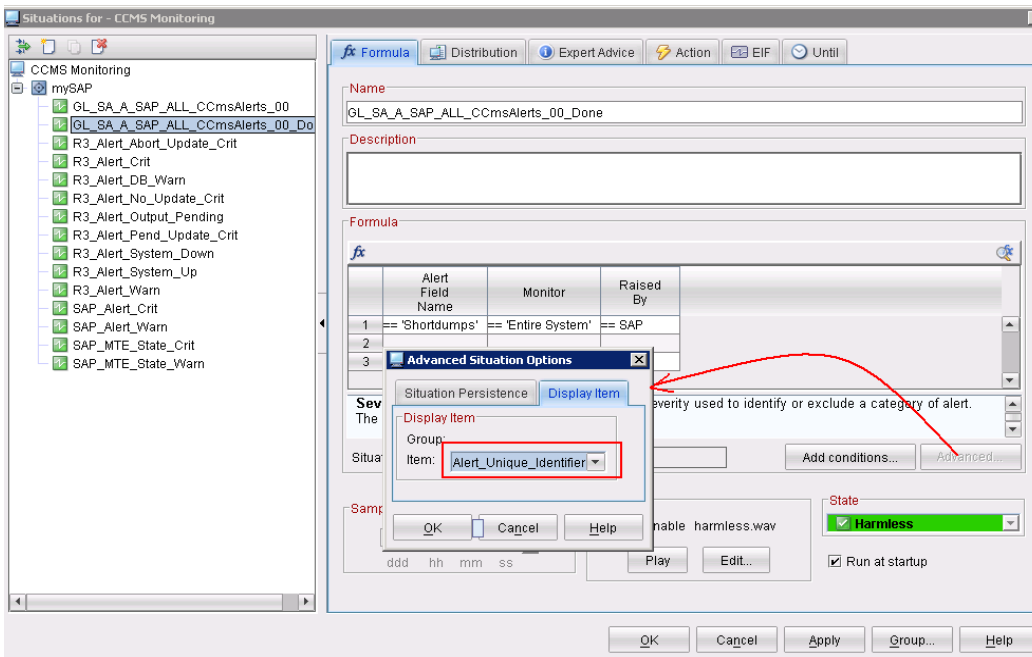 Situations for - CCMS Monitoring
CCMS Monitoring
mySAP
GL_SA_A_SAP_ALL_CCmsAlerts_00
GL_SA_A_SAP_ALL_CCmsAlerts_00_Do
R3_Alert_Abort_Update_Crit
R3_Alert_Crit
R3_Alert_DB_Warn
R3_Alert_No_Update_Crit
R3_Alert_Output_Pending
R3_Alert_Pend_Update_Crit
R3_Alert_System_Down
R3_Alert_System_Up
R3_Alert_Warn
SAP_Alert_Crit
SAP_Alert_Warn
SAP_MTE_State_Crit
SAP_MTE_State_Warn
fx Formula Distribution Expert Advice Action EIF Until
Name
GL_SA_A_SAP_ALL_CCmsAlerts_00_Done
Description
Formula
fx
Alert Field Name Monitor Raised By
1 == 'Shortdumps' == 'Entire System' == SAP
2
3
Advanced Situation Options
Situation Persistence Display Item
Display Item
Group:
Item: Alert_Unique_Identifier
OK Cancel Help
Sev everity used to identify or exclude a category of alert.
The
Situa Add conditions... Advanced...
Samp
ddd hh mm ss
nable harmless.wav
Play Edit...
State
Harmless
Run at startup
OK Cancel Apply Group... Help